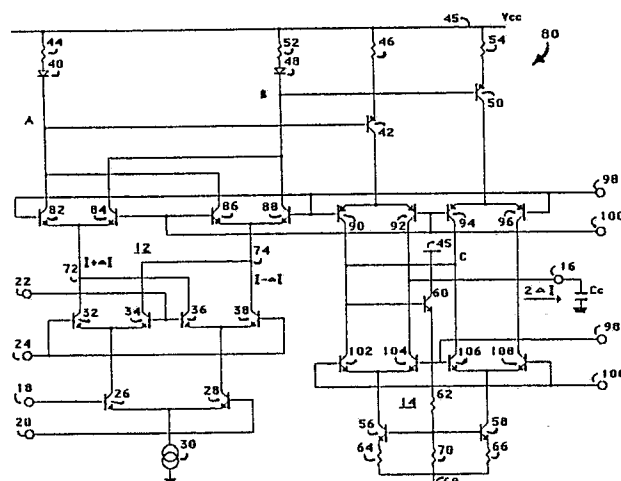 45 Vcc
44 52 46 54 80
40 48
B 50
A 42
98
86 88 100
82 84 90 92 94 96
12 74 45 C
72 I+ΔI I-ΔI 16
22 60 2ΔI Cc
32 34 36 38
24 98
102 104 106 108
18 26 28 62 14
20 56 58
30 64 70 66